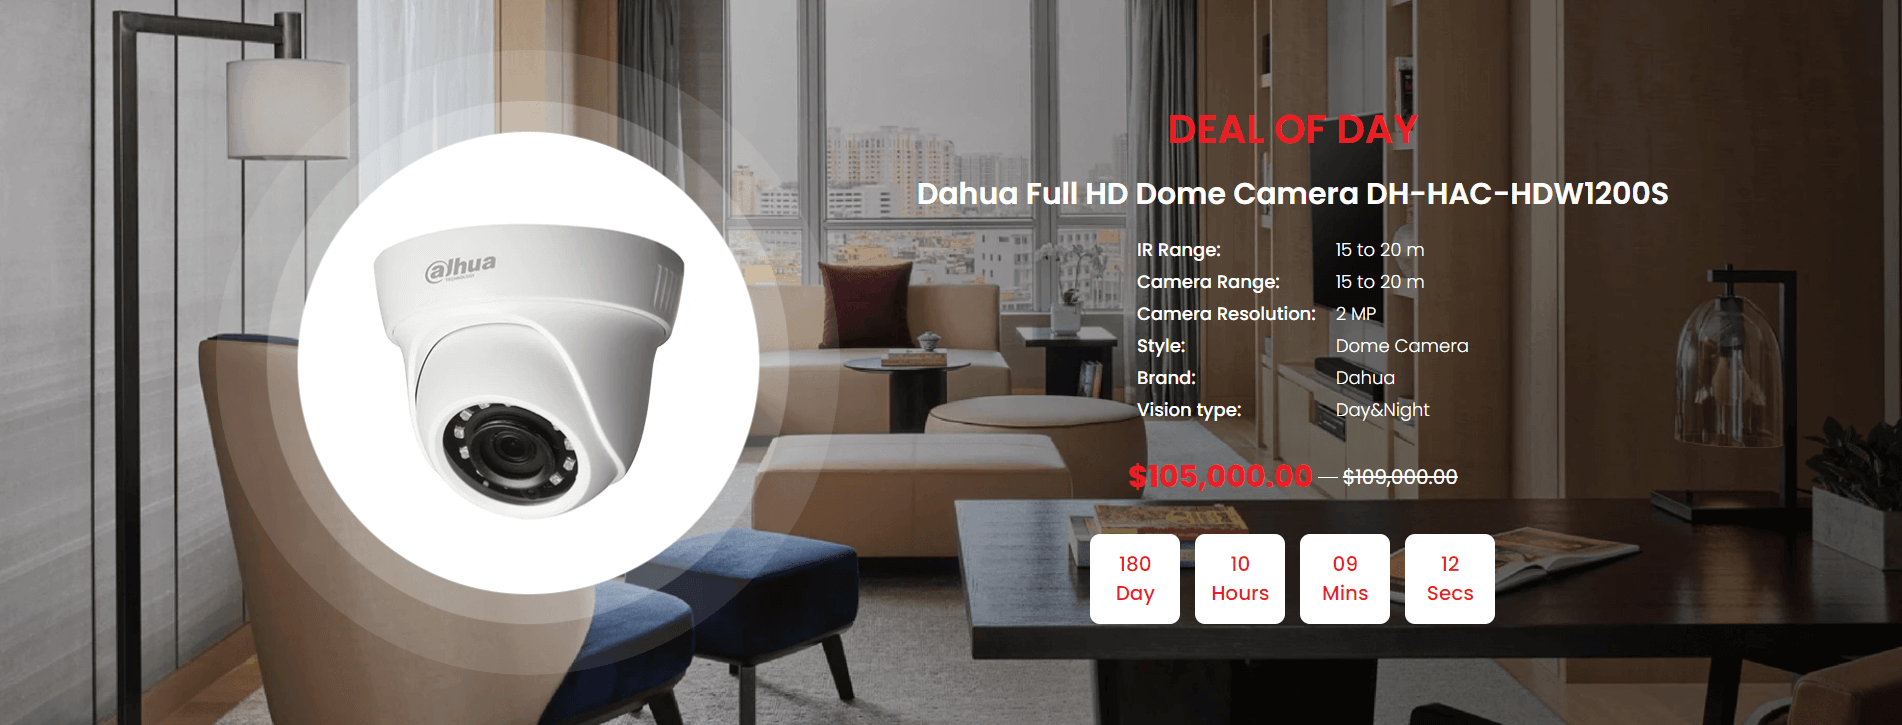 alhua
TECHNOLOGY
DEAL OF DAY
Dahua Full HD Dome Camera DH-HAC-HDW1200S
IR Range: 15 to 20 m
Camera Range: 15 to 20 m
Camera Resolution: 2 MP
Style: Dome Camera
Brand: Dahua
Vision type: Day&Night
$105,000.00 — $109,000.00
180 10 09 12
Day Hours Mins Secs